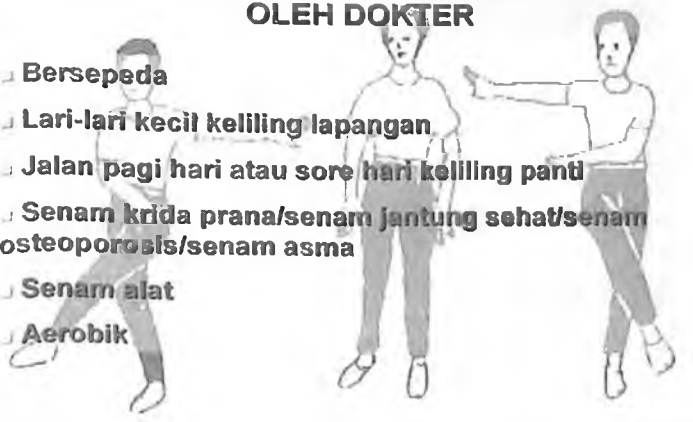 OLEH DOKTER
Bersepeda
Lari-lari kecil keliling lapangan
Jalan pagi hari atau sore hari keliling panti
Senam krida prana/senam jantung sehat/senam
osteoporosis/senam asma
Senam alat
Aerobik